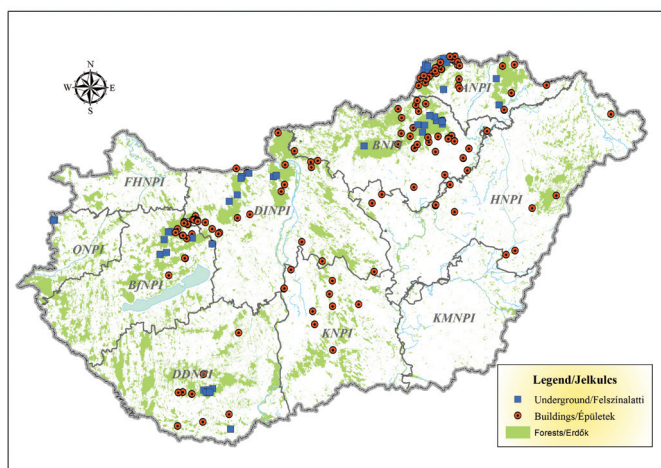 N
W E
S
ANPI
BNPI
FHNPI
DINPI
HNPI
ONPI
BfNPI
KNPI
KMNPI
DDNPI
Legend/Jelkulcs
Underground/Felszínalatti
Buildings/Épületek
Forests/Erdők